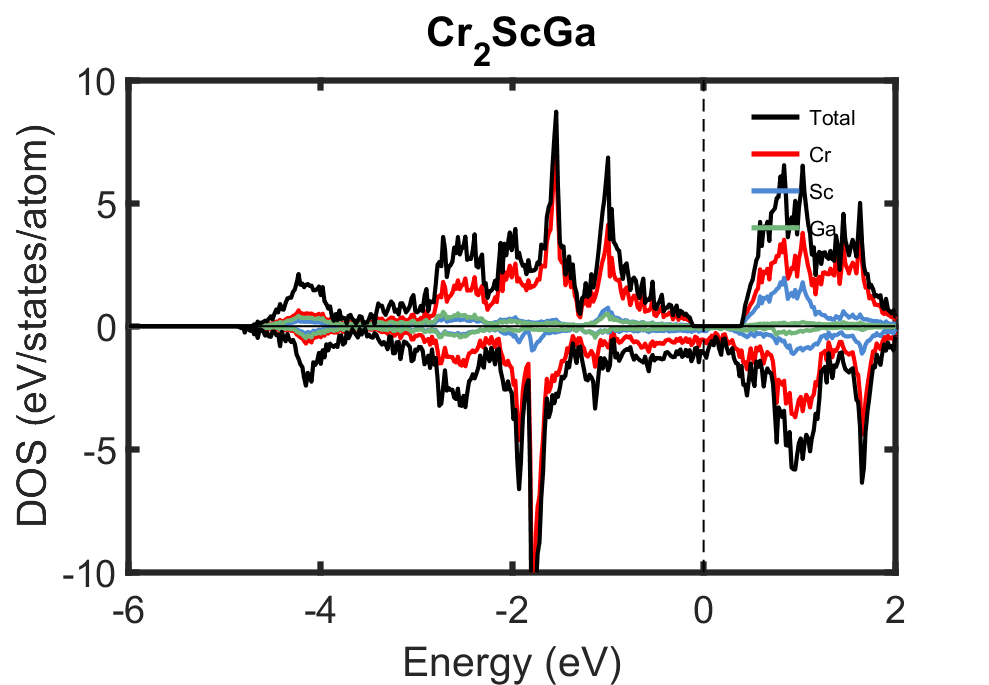 Cr₂ScGa
DOS (eV/states/atom)
10
5
0
-5
-10
Total
Cr
Sc
Ga
0
-6
-4
-2
0
2
Energy (eV)